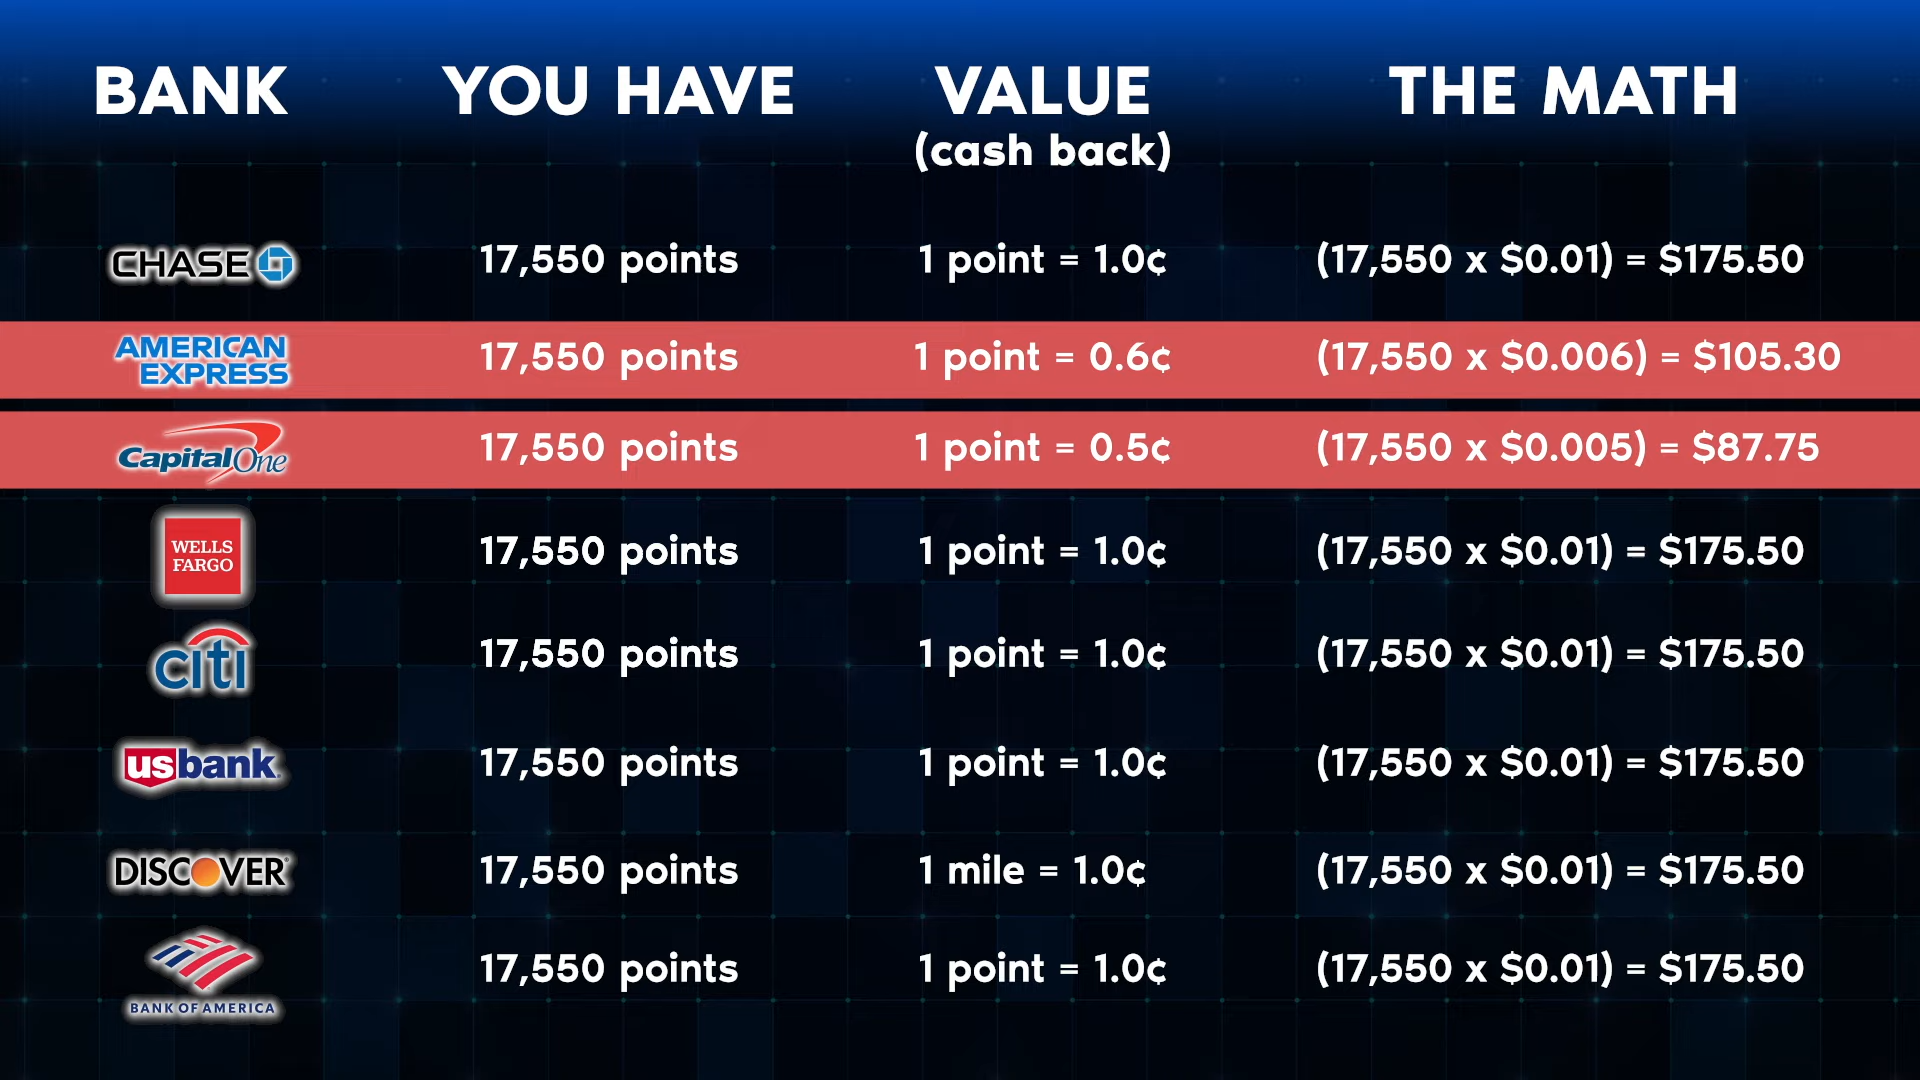 BANK YOU HAVE VALUE THE MATH
(cash back)
CHASE 17,550 points 1 point = 1.0¢ (17,550 x $0.01) = $175.50
AMERICAN
EXPRESS 17,550 points 1 point = 0.6¢ (17,550 x $0.006) = $105.30
Capital One 17,550 points 1 point = 0.5¢ (17,550 x $0.005) = $87.75
WELLS
FARGO 17,550 points 1 point = 1.0¢ (17,550 x $0.01) = $175.50
citi 17,550 points 1 point = 1.0¢ (17,550 x $0.01) = $175.50
usbank 17,550 points 1 point = 1.0¢ (17,550 x $0.01) = $175.50
DISCOVER 17,550 points 1 mile = 1.0¢ (17,550 x $0.01) = $175.50
17,550 points 1 point = 1.0¢ (17,550 x $0.01) = $175.50
BANK OF AMERICA